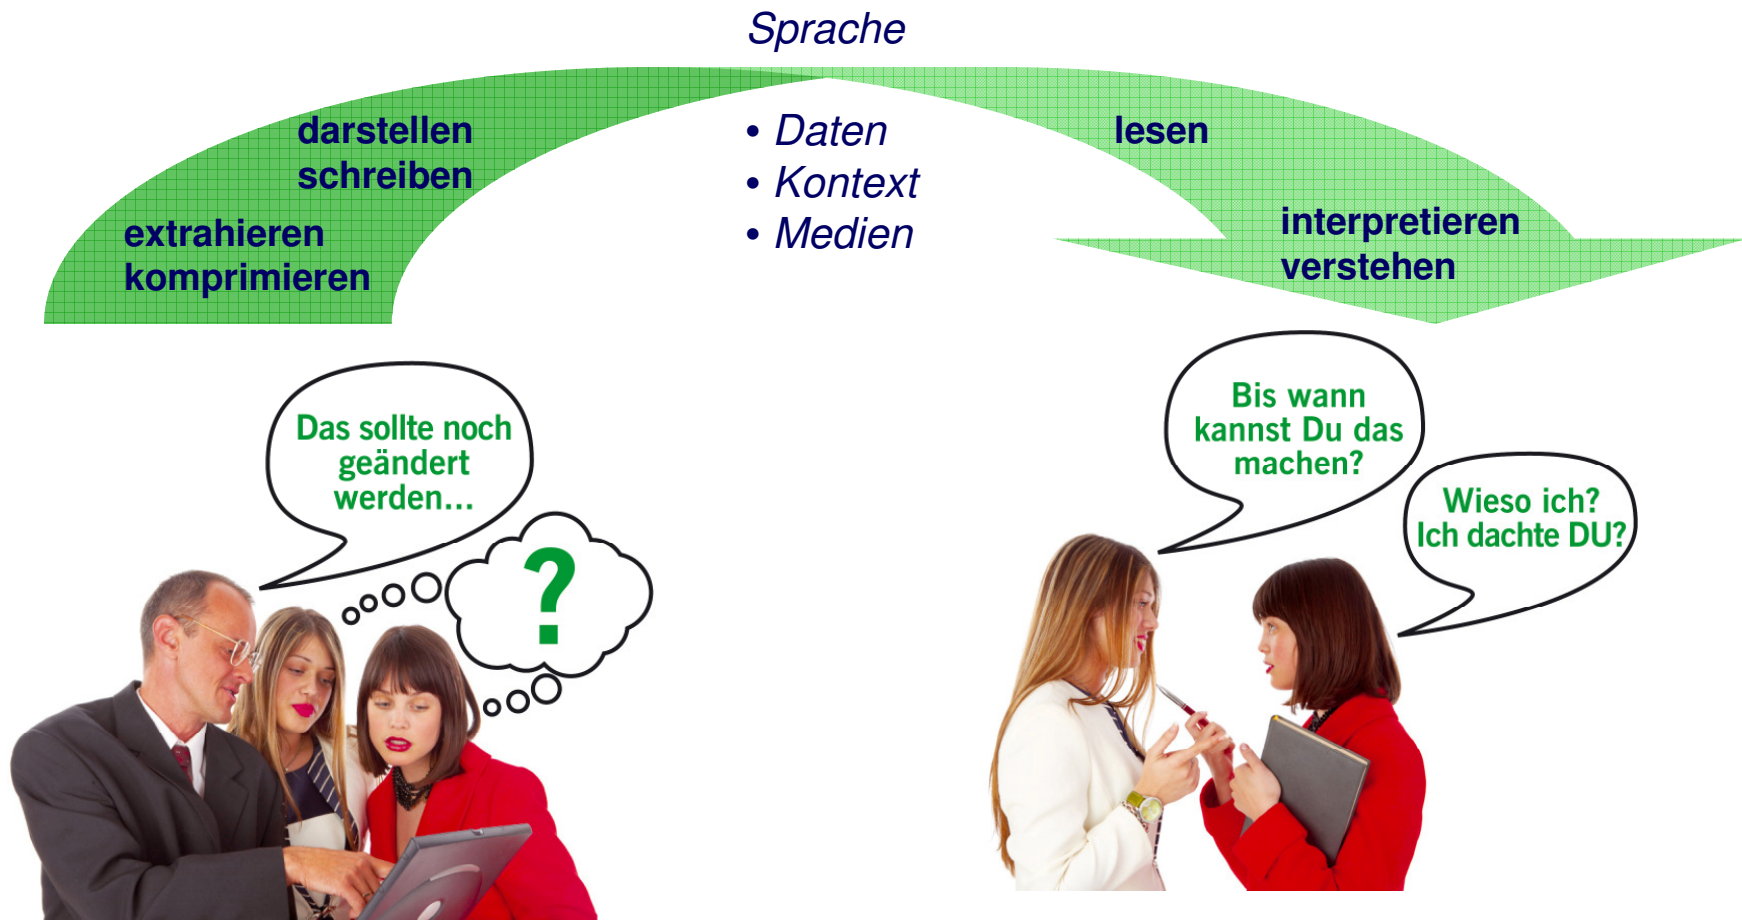 Sprache
darstellen
schreiben
extrahieren
komprimieren
• Daten
• Kontext
• Medien
lesen
interpretieren
verstehen
Das sollte noch
geändert
werden...
?
Bis wann
kannst Du das
machen?
Wieso ich?
Ich dachte DU?